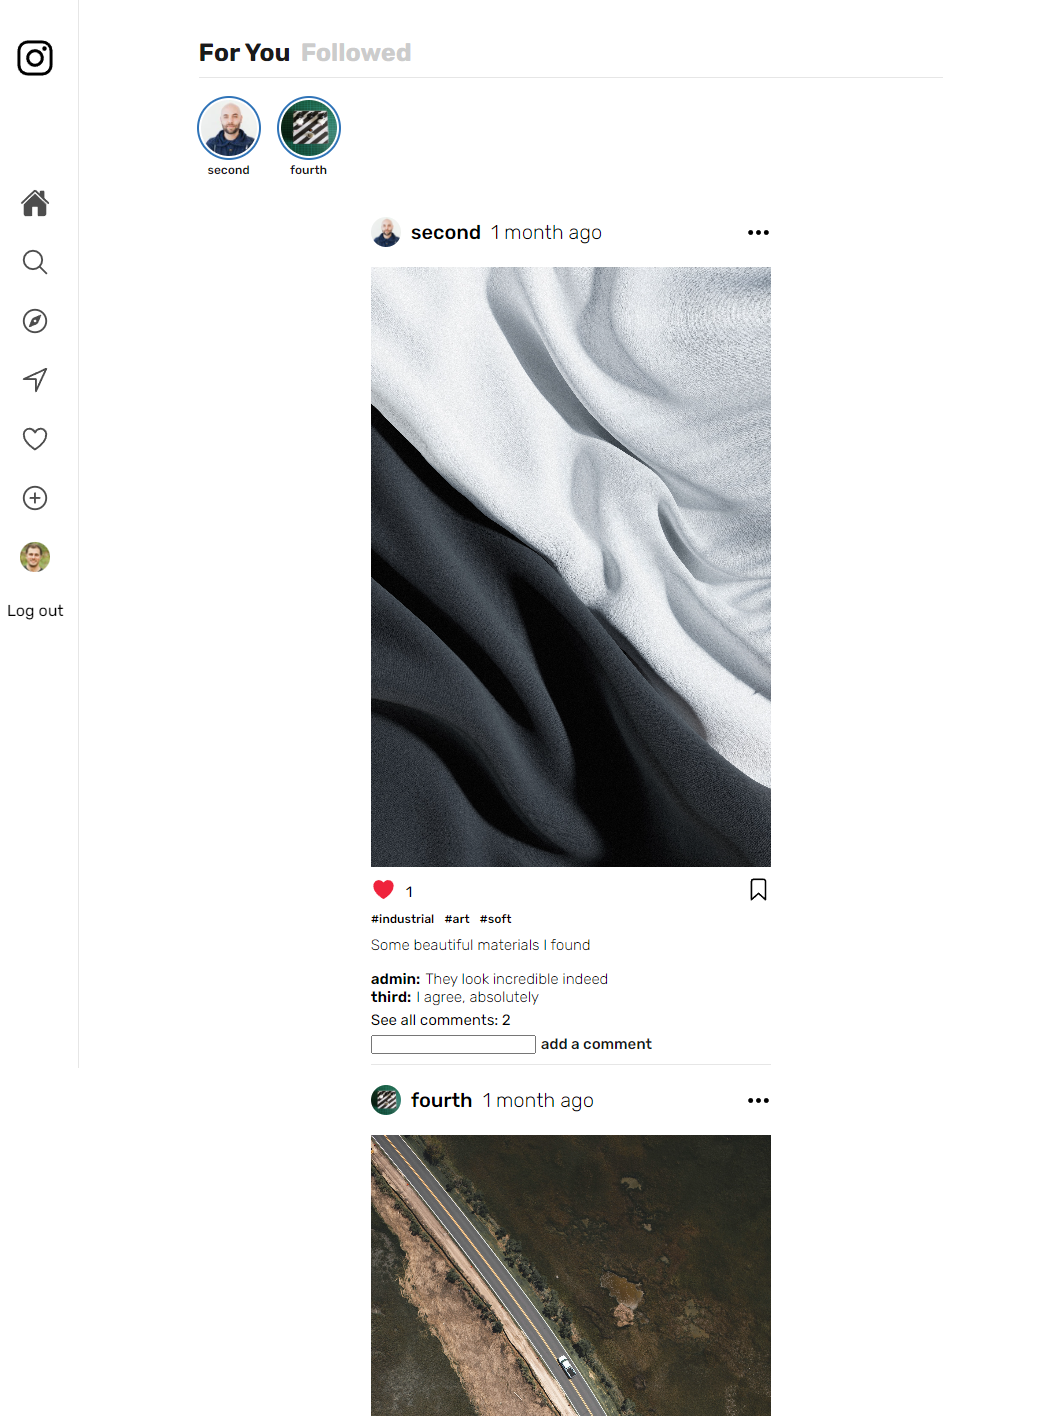 For You Followed
second fourth
second 1 month ago
1
#industrial #art #soft
Some beautiful materials I found
admin: They look incredible indeed
third: I agree, absolutely
See all comments: 2
add a comment
fourth 1 month ago
Log out